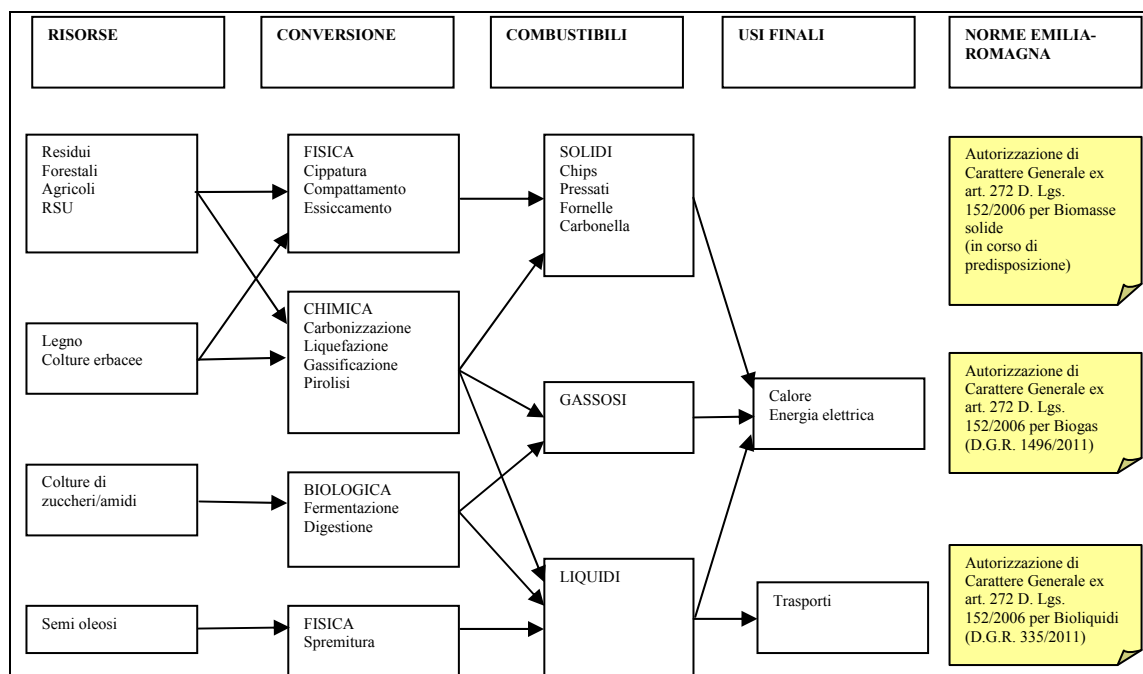 RISORSE
CONVERSIONE
COMBUSTIBILI
USI FINALI
NORME EMILIA-
ROMAGNA
Residui
Forestali
Agricoli
RSU
FISICA
Cippatura
Compattamento
Essiccamento
SOLIDI
Chips
Pressati
Fornelle
Carbonella
Autorizzazione di
Carattere Generale ex
art. 272 D. Lgs.
152/2006 per Biomasse
solide
(in corso di
predisposizione)
Legno
Colture erbacee
CHIMICA
Carbonizzazione
Liquefazione
Gassificazione
Pirolisi
GASSOSI
Calore
Energia elettrica
Autorizzazione di
Carattere Generale ex
art. 272 D. Lgs.
152/2006 per Biogas
(D.G.R. 1496/2011)
Colture di
zuccheri/amidi
BIOLOGICA
Fermentazione
Digestione
LIQUIDI
Trasporti
Autorizzazione di
Carattere Generale ex
art. 272 D. Lgs.
152/2006 per Bioliquidi
(D.G.R. 335/2011)
Semi oleosi
FISICA
Spremitura